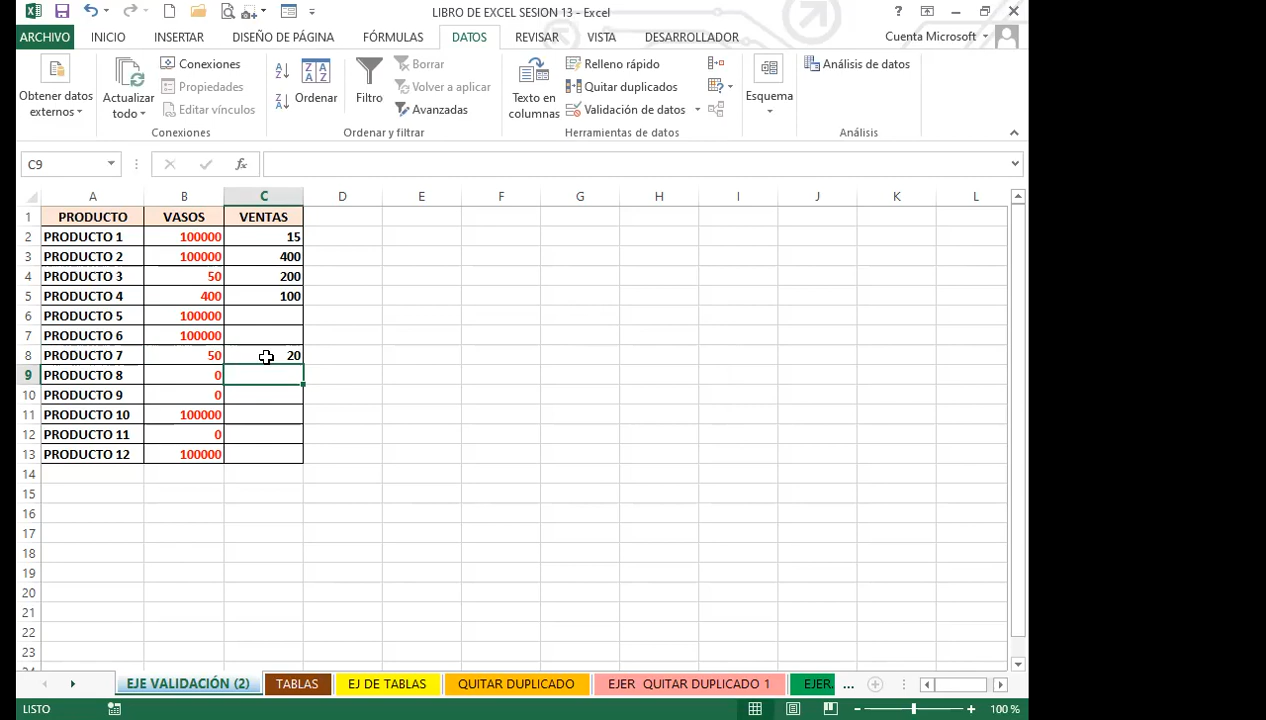 LIBRO DE EXCEL SESION 13 - Excel
ARCHIVO INICIO INSERTAR DISEÑO DE PÁGINA FÓRMULAS DATOS REVISAR VISTA DESARROLLADOR Cuenta Microsoft
Obtener datos externos
Actualizar todo
Conexiones
Propiedades
Editar vínculos
Conexiones
Ordenar
Filtro
Borrar
Volver a aplicar
Avanzadas
Ordenar y filtrar
Texto en columnas
Relleno rápido
Quitar duplicados
Validación de datos
Herramientas de datos
Esquema
Análisis de datos
Análisis
C9 fx
A B C D E F G H I J K L
1 PRODUCTO VASOS VENTAS
2 PRODUCTO 1 100000 15
3 PRODUCTO 2 100000 400
4 PRODUCTO 3 50 200
5 PRODUCTO 4 400 100
6 PRODUCTO 5 100000
7 PRODUCTO 6 100000
8 PRODUCTO 7 50 20
9 PRODUCTO 8 0
10 PRODUCTO 9 0
11 PRODUCTO 10 100000
12 PRODUCTO 11 0
13 PRODUCTO 12 100000
14
15
16
17
18
19
20
21
22
23
EJE VALIDACIÓN (2) TABLAS EJ DE TABLAS QUITAR DUPLICADO EJER QUITAR DUPLICADO 1 EJER. ...
LISTO 100 %